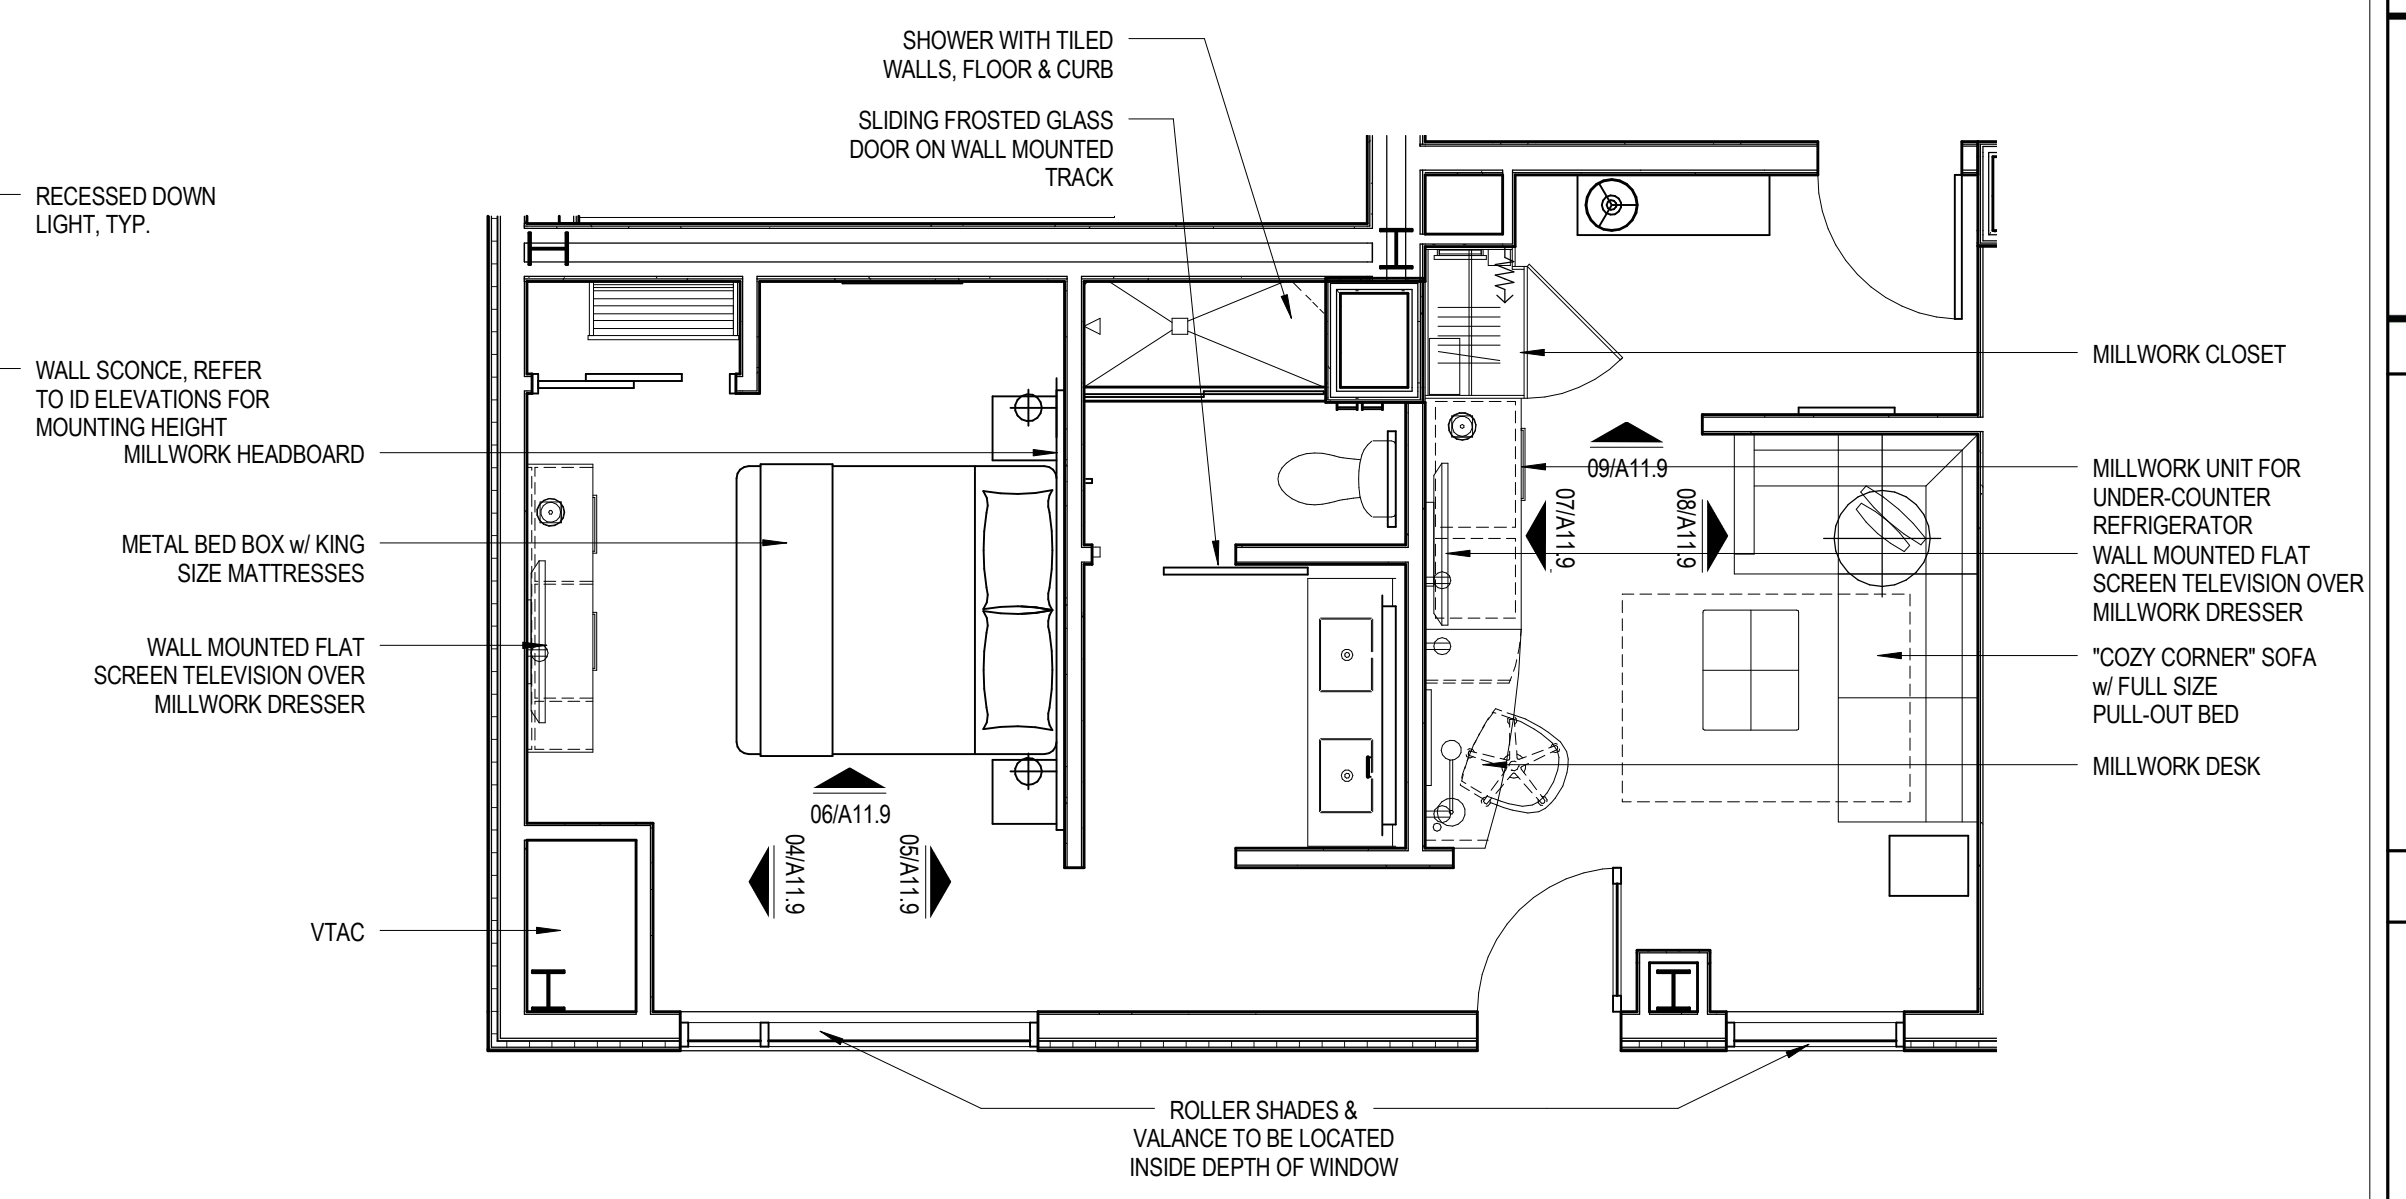 SHOWER WITH TILED
WALLS, FLOOR & CURB
SLIDING FROSTED GLASS
DOOR ON WALL MOUNTED
TRACK
RECESSED DOWN
LIGHT, TYP.
WALL SCONCE, REFER
TO ID ELEVATIONS FOR
MOUNTING HEIGHT
MILLWORK HEADBOARD
METAL BED BOX w/ KING
SIZE MATTRESSES
WALL MOUNTED FLAT
SCREEN TELEVISION OVER
MILLWORK DRESSER
VTAC
06/A11.9
04/A11.9
05/A11.9
09/A11.9
07/A11.9
08/A11.9
MILLWORK CLOSET
MILLWORK UNIT FOR
UNDER-COUNTER
REFRIGERATOR
WALL MOUNTED FLAT
SCREEN TELEVISION OVER
MILLWORK DRESSER
"COZY CORNER" SOFA
w/ FULL SIZE
PULL-OUT BED
MILLWORK DESK
ROLLER SHADES &
VALANCE TO BE LOCATED
INSIDE DEPTH OF WINDOW